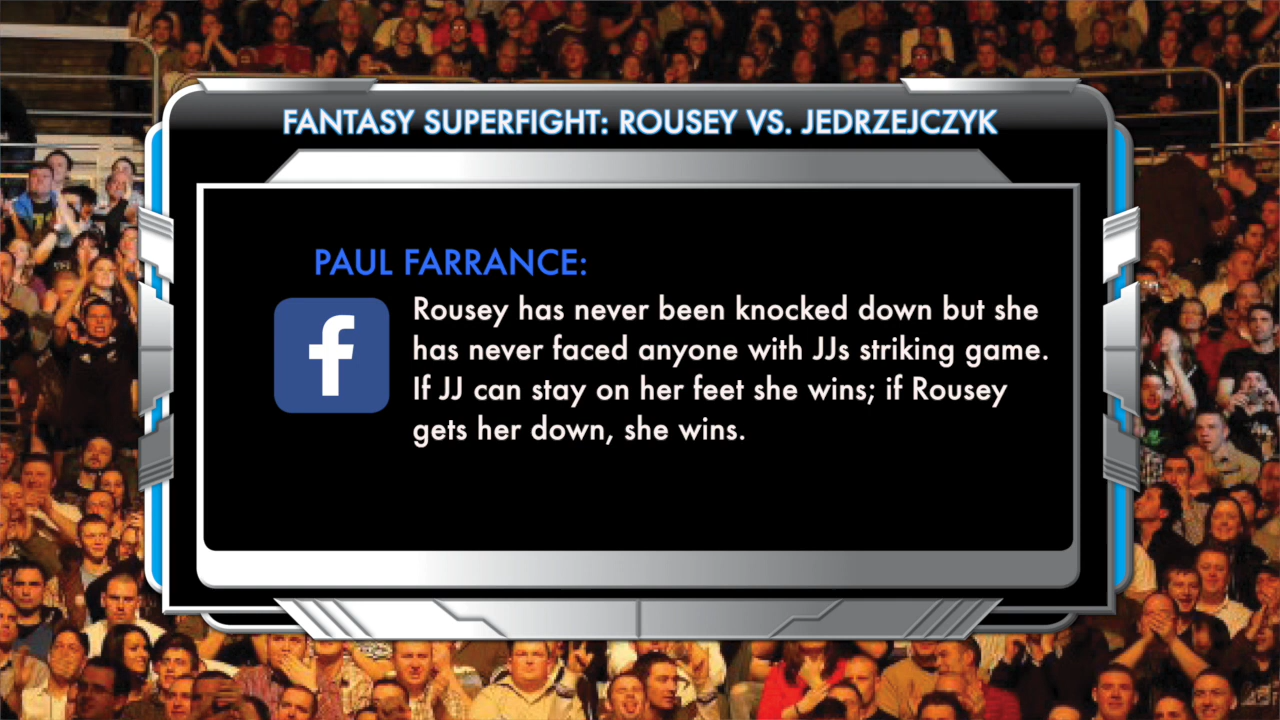 FANTASY SUPERFIGHT: ROUSEY VS. JEDRZEJCZYK
PAUL FARRANCE:
f
Rousey has never been knocked down but she
has never faced anyone with JJs striking game.
If JJ can stay on her feet she wins; if Rousey
gets her down, she wins.